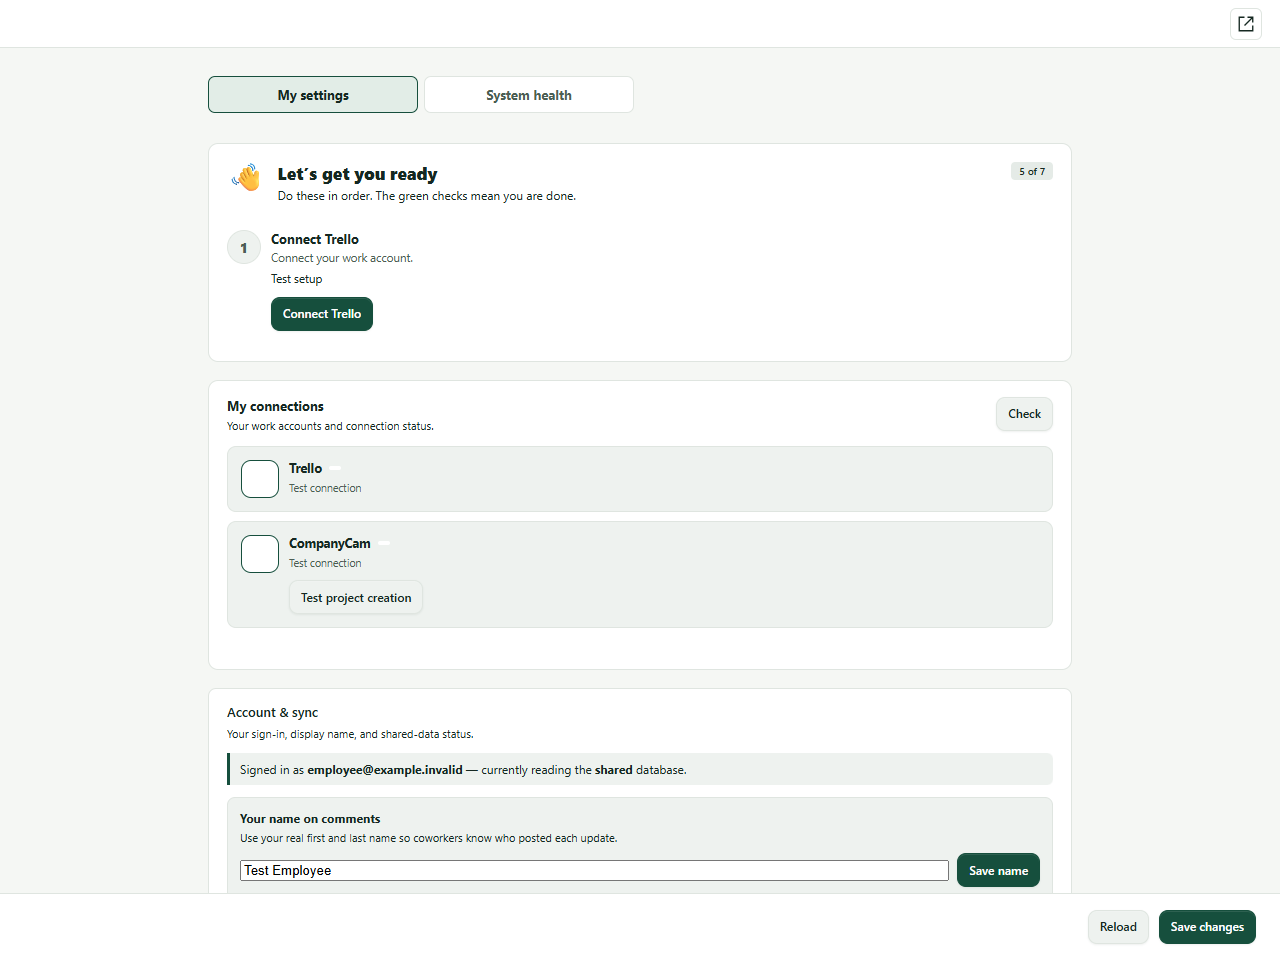 My settings
System health
Let's get you ready
5 of 7
Do these in order. The green checks mean you are done.
1
Connect Trello
Connect your work account.
Test setup
Connect Trello
My connections
Your work accounts and connection status.
Check
Trello
Test connection
CompanyCam
Test connection
Test project creation
Account & sync
Your sign-in, display name, and shared-data status.
Signed in as employee@example.invalid — currently reading the shared database.
Your name on comments
Use your real first and last name so coworkers know who posted each update.
Test Employee
Save name
Reload
Save changes